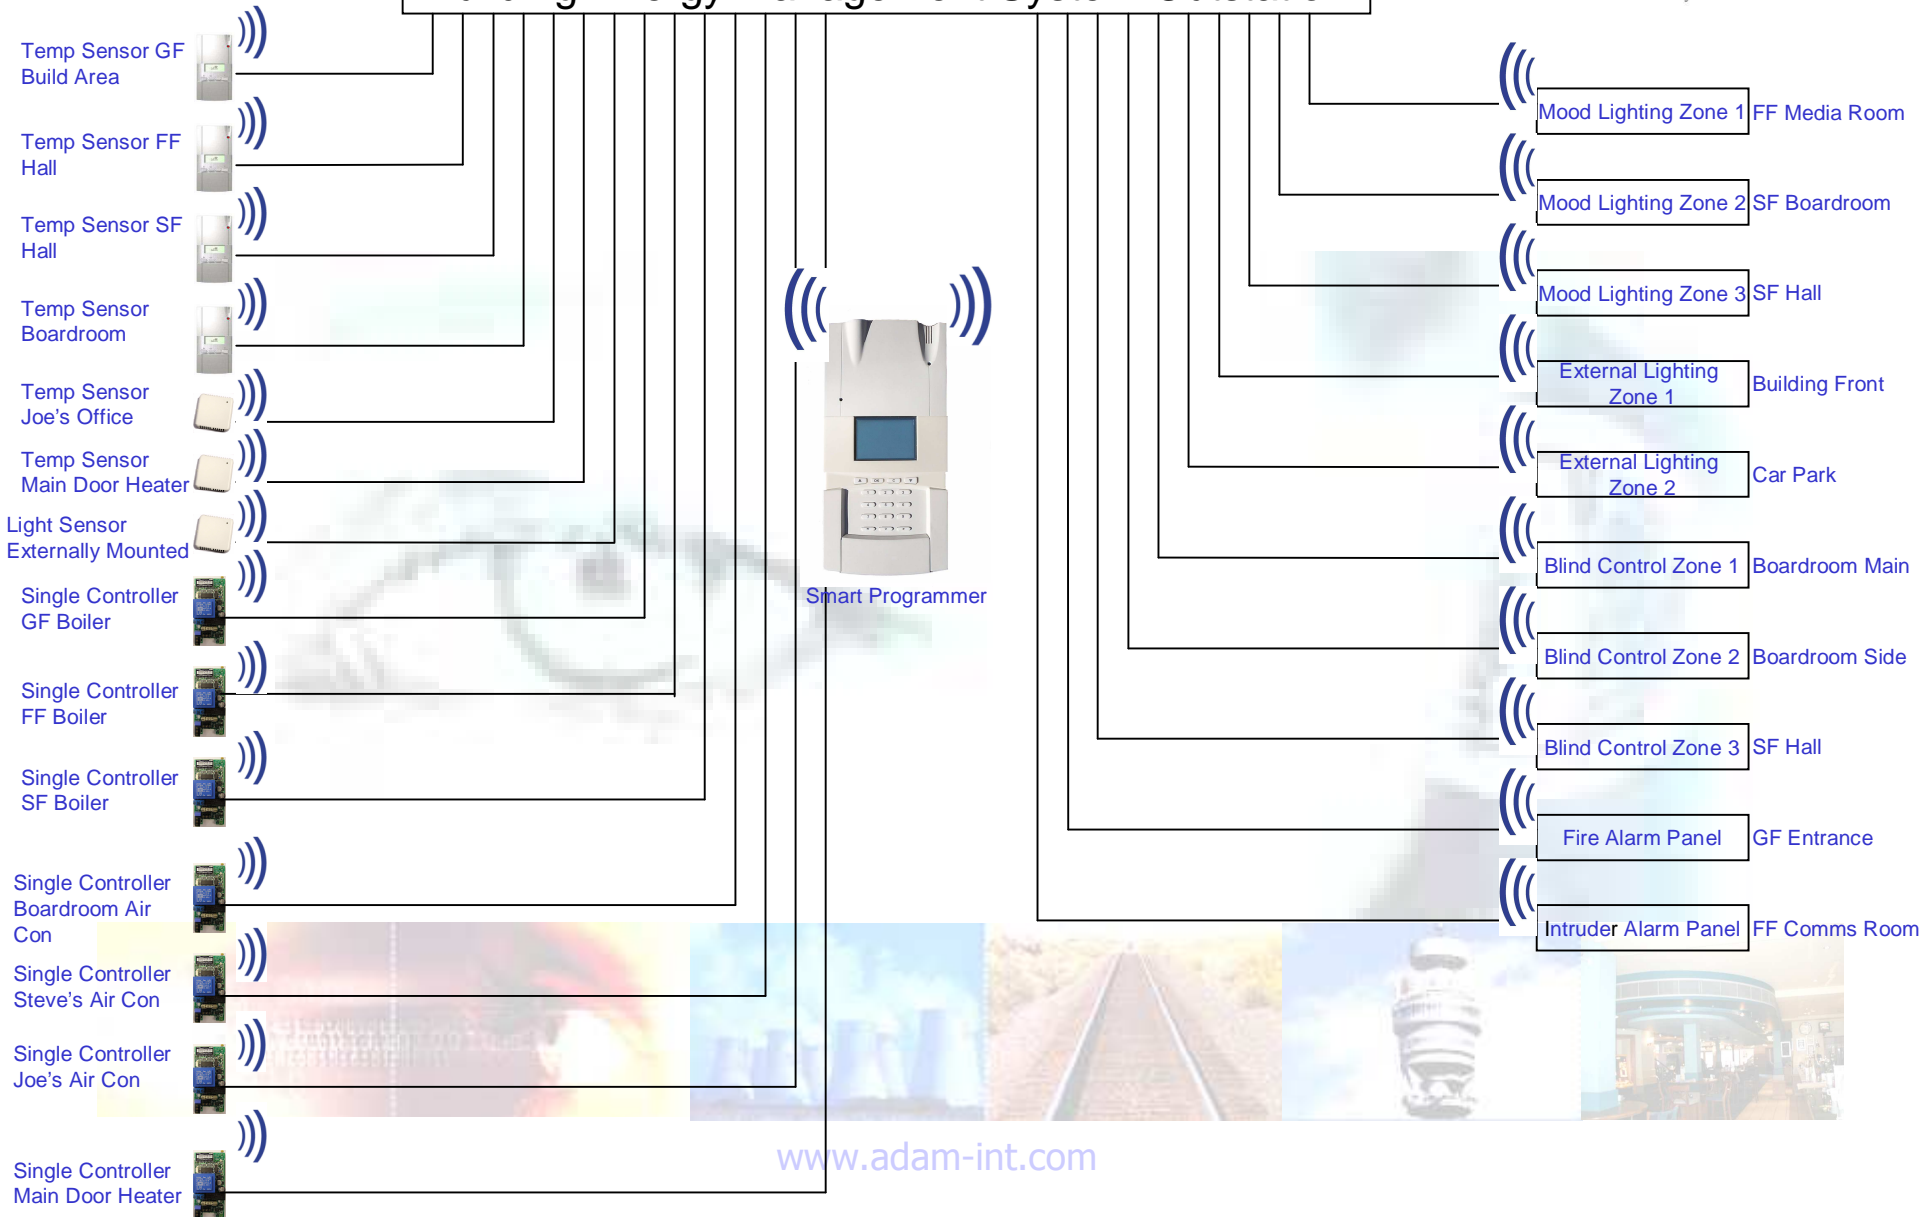 Temp Sensor GF
Build Area
Temp Sensor FF
Hall
Temp Sensor SF
Hall
Temp Sensor
Boardroom
Temp Sensor
Joe's Office
Temp Sensor
Main Door Heater
Light Sensor
Externally Mounted
Single Controller
GF Boiler
Single Controller
FF Boiler
Single Controller
SF Boiler
Single Controller
Boardroom Air
Con
Single Controller
Steve's Air Con
Single Controller
Joe's Air Con
Single Controller
Main Door Heater
Smart Programmer
Mood Lighting Zone 1 FF Media Room
Mood Lighting Zone 2 SF Boardroom
Mood Lighting Zone 3 SF Hall
External Lighting
Zone 1
Building Front
External Lighting
Zone 2
Car Park
Blind Control Zone 1 Boardroom Main
Blind Control Zone 2 Boardroom Side
Blind Control Zone 3 SF Hall
Fire Alarm Panel GF Entrance
Intruder Alarm Panel FF Comms Room
www.adam-int.com